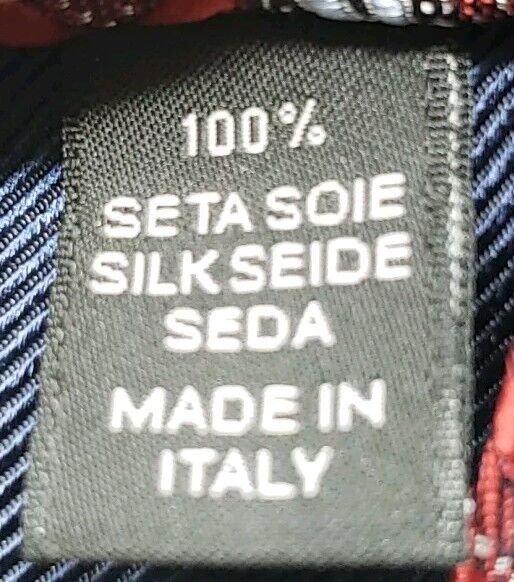 100%
SETA SOIE
SILK SEIDE
SEDA
MADE IN
ITALY